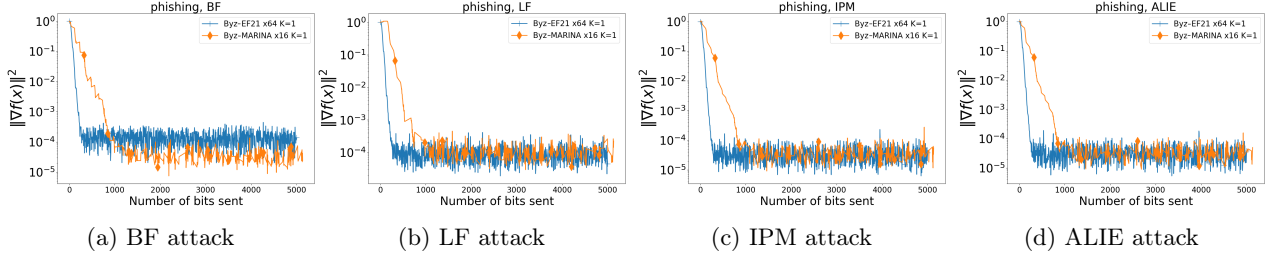 phishing, BF
10⁰
10⁻¹
10⁻²
10⁻³
10⁻⁴
10⁻⁵
‖∇f(x)‖²
0 1000 2000 3000 4000 5000
Number of bits sent
Byz-EF21 x64 K=1
Byz-MARINA x16 K=1
(a) BF attack
phishing, LF
10⁰
10⁻¹
10⁻²
10⁻³
10⁻⁴
‖∇f(x)‖²
0 1000 2000 3000 4000 5000
Number of bits sent
Byz-EF21 x64 K=1
Byz-MARINA x16 K=1
(b) LF attack
phishing, IPM
10⁰
10⁻¹
10⁻²
10⁻³
10⁻⁴
10⁻⁵
‖∇f(x)‖²
0 1000 2000 3000 4000 5000
Number of bits sent
Byz-EF21 x64 K=1
Byz-MARINA x16 K=1
(c) IPM attack
phishing, ALIE
10⁰
10⁻¹
10⁻²
10⁻³
10⁻⁴
10⁻⁵
‖∇f(x)‖²
0 1000 2000 3000 4000 5000
Number of bits sent
Byz-EF21 x64 K=1
Byz-MARINA x16 K=1
(d) ALIE attack